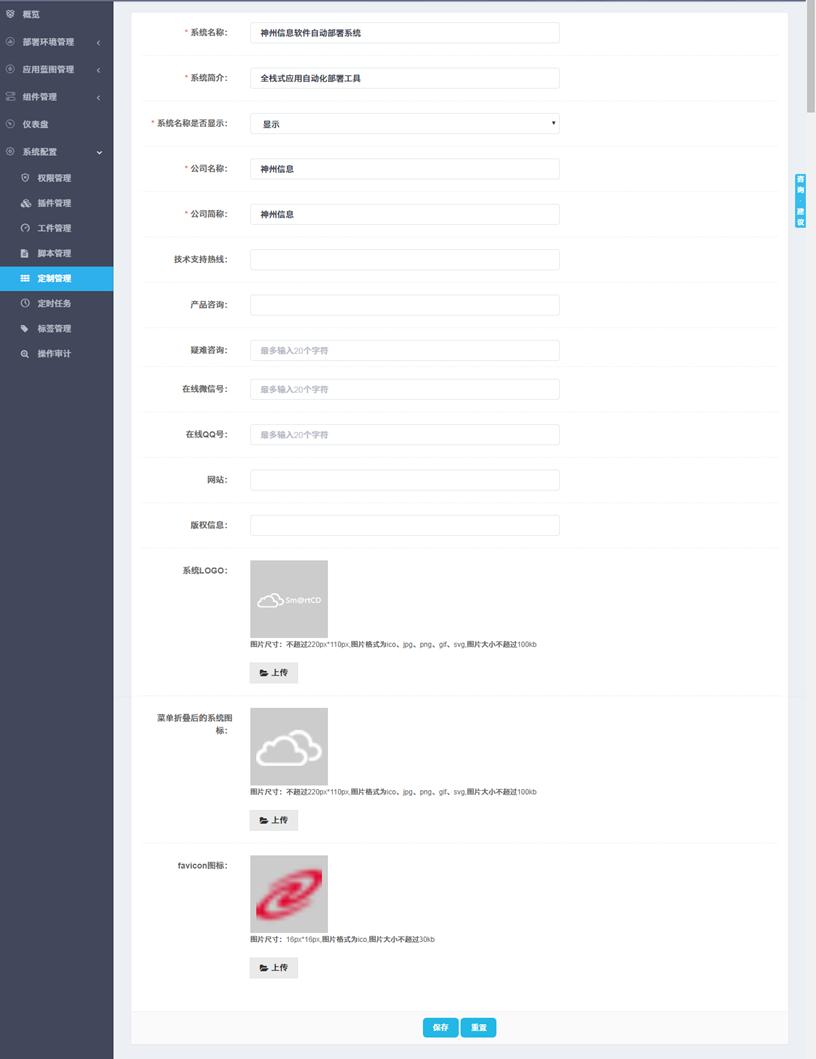 概览
部署环境管理
应用蓝图管理
组件管理
仪表盘
系统配置
权限管理
插件管理
工件管理
脚本管理
定制管理
定时任务
标签管理
操作审计
* 系统名称： 神州信息软件自动部署系统
* 系统简介： 全栈式应用自动化部署工具
* 系统名称是否显示： 显示
* 公司名称： 神州信息
* 公司简称： 神州信息
技术支持热线：
产品咨询：
疑难咨询： 最多输入20个字符
在线微信号： 最多输入20个字符
在线QQ号： 最多输入20个字符
网站：
版权信息：
系统LOGO：
Sm@rtCD
图片尺寸：不超过220px*110px,图片格式为ico、jpg、png、gif、svg,图片大小不超过100kb
上传
菜单折叠后的系统图
标：
图片尺寸：不超过220px*110px,图片格式为ico、jpg、png、gif、svg,图片大小不超过100kb
上传
favicon图标：
图片尺寸：16px*16px,图片格式为ico,图片大小不超过30kb
上传
保存 重置
咨询·建议